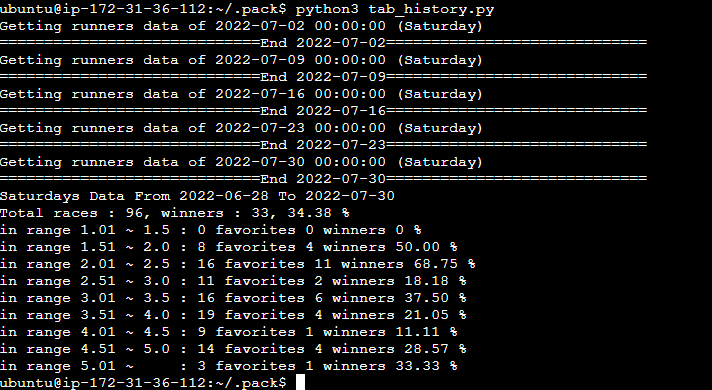 ubuntu@ip-172-31-36-112:~/.pack$ python3 tab_history.py
Getting runners data of 2022-07-02 00:00:00 (Saturday)
==============================End 2022-07-02==============================
Getting runners data of 2022-07-09 00:00:00 (Saturday)
==============================End 2022-07-09==============================
Getting runners data of 2022-07-16 00:00:00 (Saturday)
==============================End 2022-07-16==============================
Getting runners data of 2022-07-23 00:00:00 (Saturday)
==============================End 2022-07-23==============================
Getting runners data of 2022-07-30 00:00:00 (Saturday)
==============================End 2022-07-30==============================
Saturdays Data From 2022-06-28 To 2022-07-30
Total races : 96, winners : 33, 34.38 %
in range 1.01 ~ 1.5 : 0 favorites 0 winners 0 %
in range 1.51 ~ 2.0 : 8 favorites 4 winners 50.00 %
in range 2.01 ~ 2.5 : 16 favorites 11 winners 68.75 %
in range 2.51 ~ 3.0 : 11 favorites 2 winners 18.18 %
in range 3.01 ~ 3.5 : 16 favorites 6 winners 37.50 %
in range 3.51 ~ 4.0 : 19 favorites 4 winners 21.05 %
in range 4.01 ~ 4.5 : 9 favorites 1 winners 11.11 %
in range 4.51 ~ 5.0 : 14 favorites 4 winners 28.57 %
in range 5.01 ~     : 3 favorites 1 winners 33.33 %
ubuntu@ip-172-31-36-112:~/.pack$